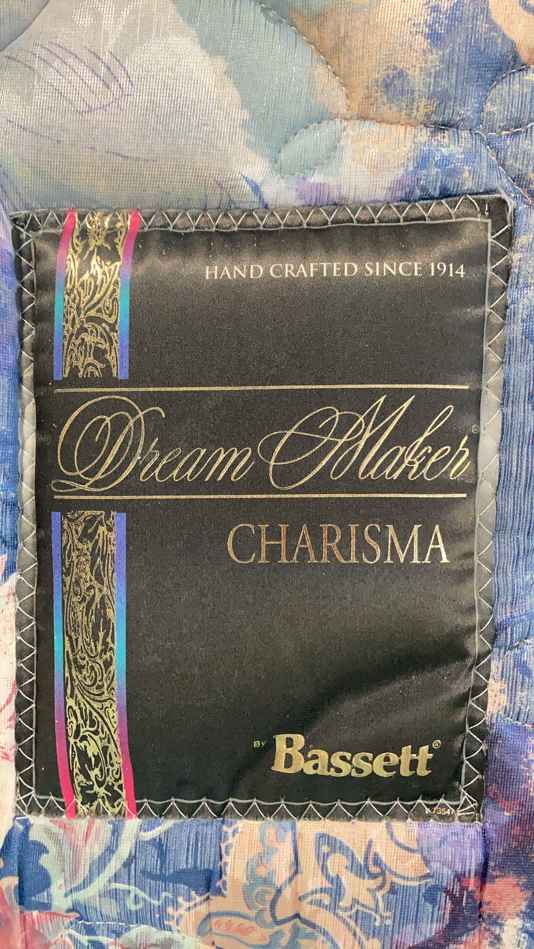 HAND CRAFTED SINCE 1914
Dream Maker®
CHARISMA
BY Bassett®